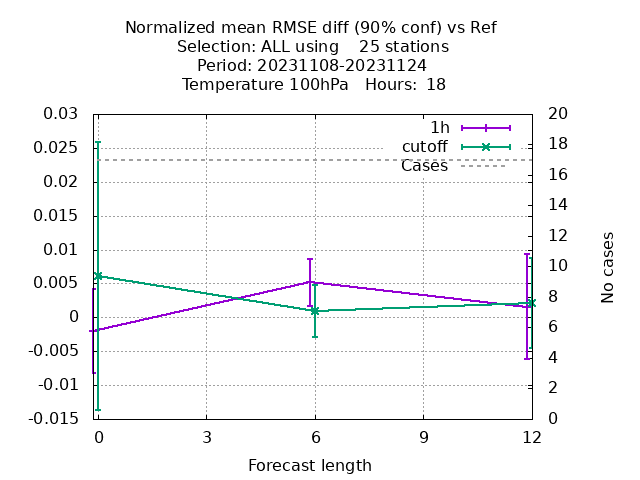 Normalized mean RMSE diff (90% conf) vs Ref
Selection: ALL using    25 stations
Period: 20231108-20231124
Temperature 100hPa   Hours:  18
0.03
0.025
0.02
0.015
0.01
0.005
0
-0.005
-0.01
-0.015
1h
cutoff
Cases
20
18
16
14
12
10
8
6
4
2
0
No cases
0 3 6 9 12
Forecast length